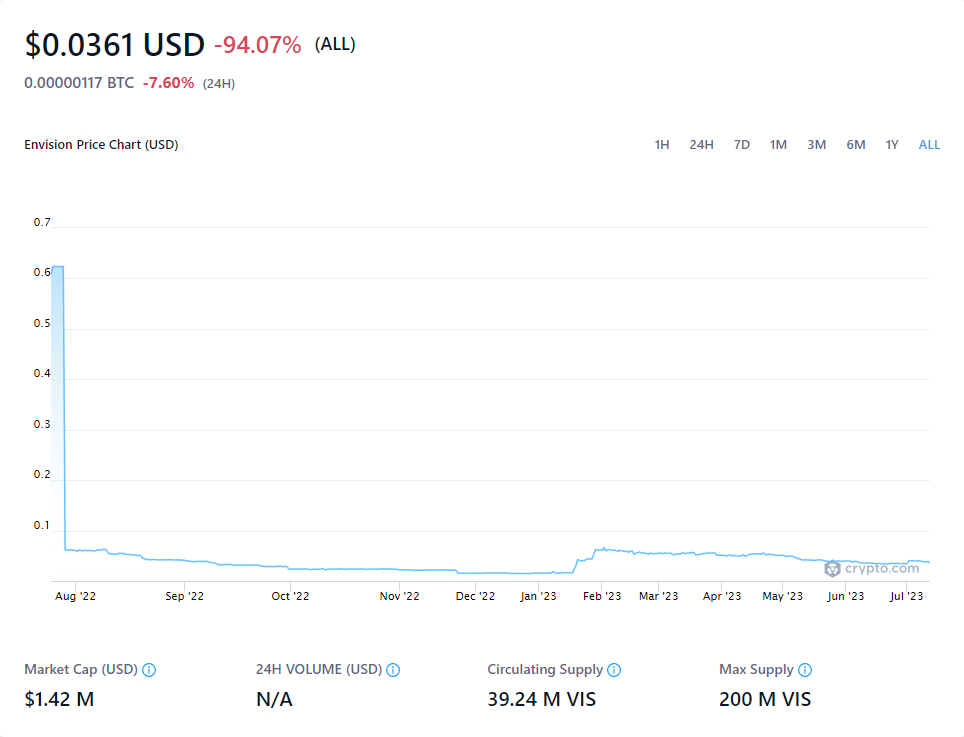 $0.0361 USD -94.07% (ALL)
0.00000117 BTC -7.60% (24H)
Envision Price Chart (USD) 1H 24H 7D 1M 3M 6M 1Y ALL
0.7
0.6
0.5
0.4
0.3
0.2
0.1
crypto.com
Aug '22 Sep '22 Oct '22 Nov '22 Dec '22 Jan '23 Feb '23 Mar '23 Apr '23 May '23 Jun '23 Jul '23
Market Cap (USD) 24H VOLUME (USD) Circulating Supply Max Supply
$1.42 M N/A 39.24 M VIS 200 M VIS